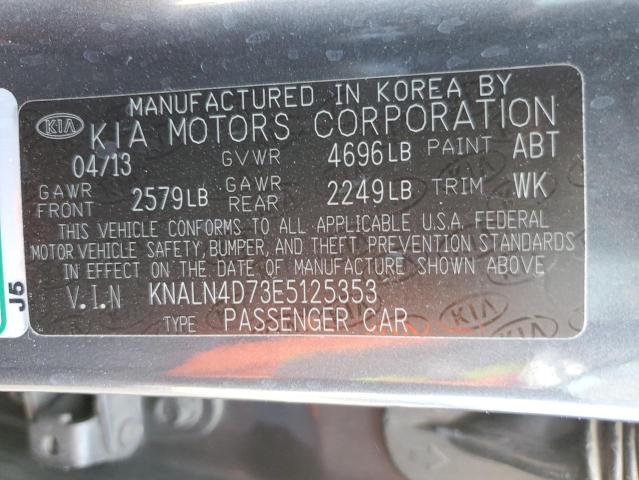 MANUFACTURED IN KOREA BY
KIA KIA MOTORS CORPORATION
04/13 GVWR 4696LB PAINT ABT
GAWR FRONT 2579LB GAWR REAR 2249LB TRIM WK
THIS VEHICLE CONFORMS TO ALL APPLICABLE U.S.A. FEDERAL
MOTOR VEHICLE SAFETY, BUMPER, AND THEFT PREVENTION STANDARDS
IN EFFECT ON THE DATE OF MANUFACTURE SHOWN ABOVE
V.I.N KNALN4D73E5125353
TYPE PASSENGER CAR
J5